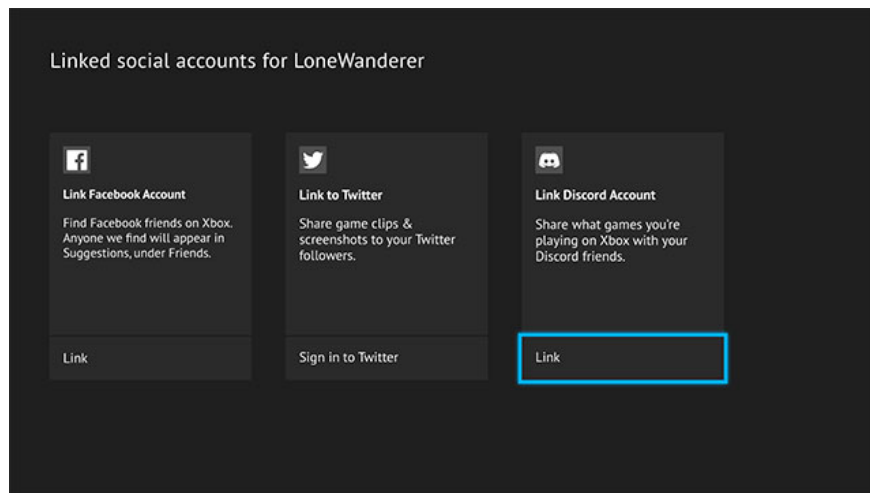 Linked social accounts for LoneWanderer
Link Facebook Account
Find Facebook friends on Xbox.
Anyone we find will appear in
Suggestions, under Friends.
Link
Link to Twitter
Share game clips &
screenshots to your Twitter
followers.
Sign in to Twitter
Link Discord Account
Share what games you're
playing on Xbox with your
Discord friends.
Link